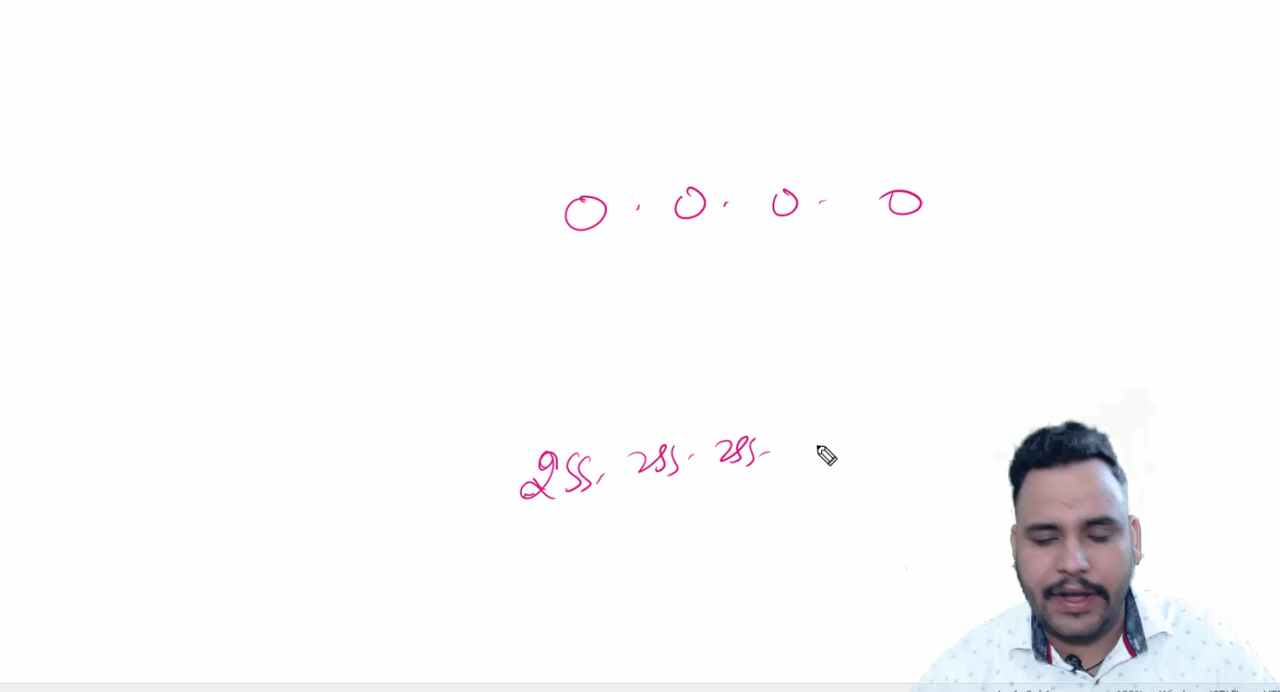 0 . 0 . 0 . 0
255. 255. 255.